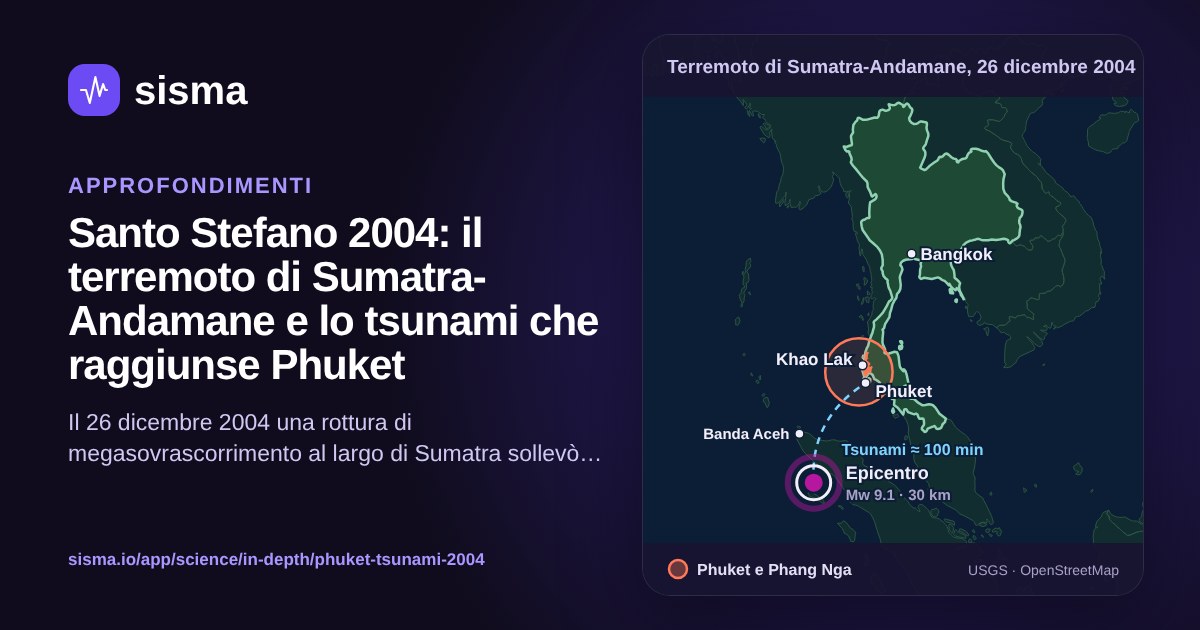 sisma
APPROFONDIMENTI
Santo Stefano 2004: il
terremoto di Sumatra-
Andamane e lo tsunami che
raggiunse Phuket
Il 26 dicembre 2004 una rottura di
megasovrascorrimento al largo di Sumatra sollevò…
sisma.io/app/science/in-depth/phuket-tsunami-2004
Terremoto di Sumatra-Andamane, 26 dicembre 2004
Bangkok
Khao Lak
Phuket
Banda Aceh
Tsunami ≈ 100 min
Epicentro
Mw 9.1 · 30 km
Phuket e Phang Nga
USGS · OpenStreetMap